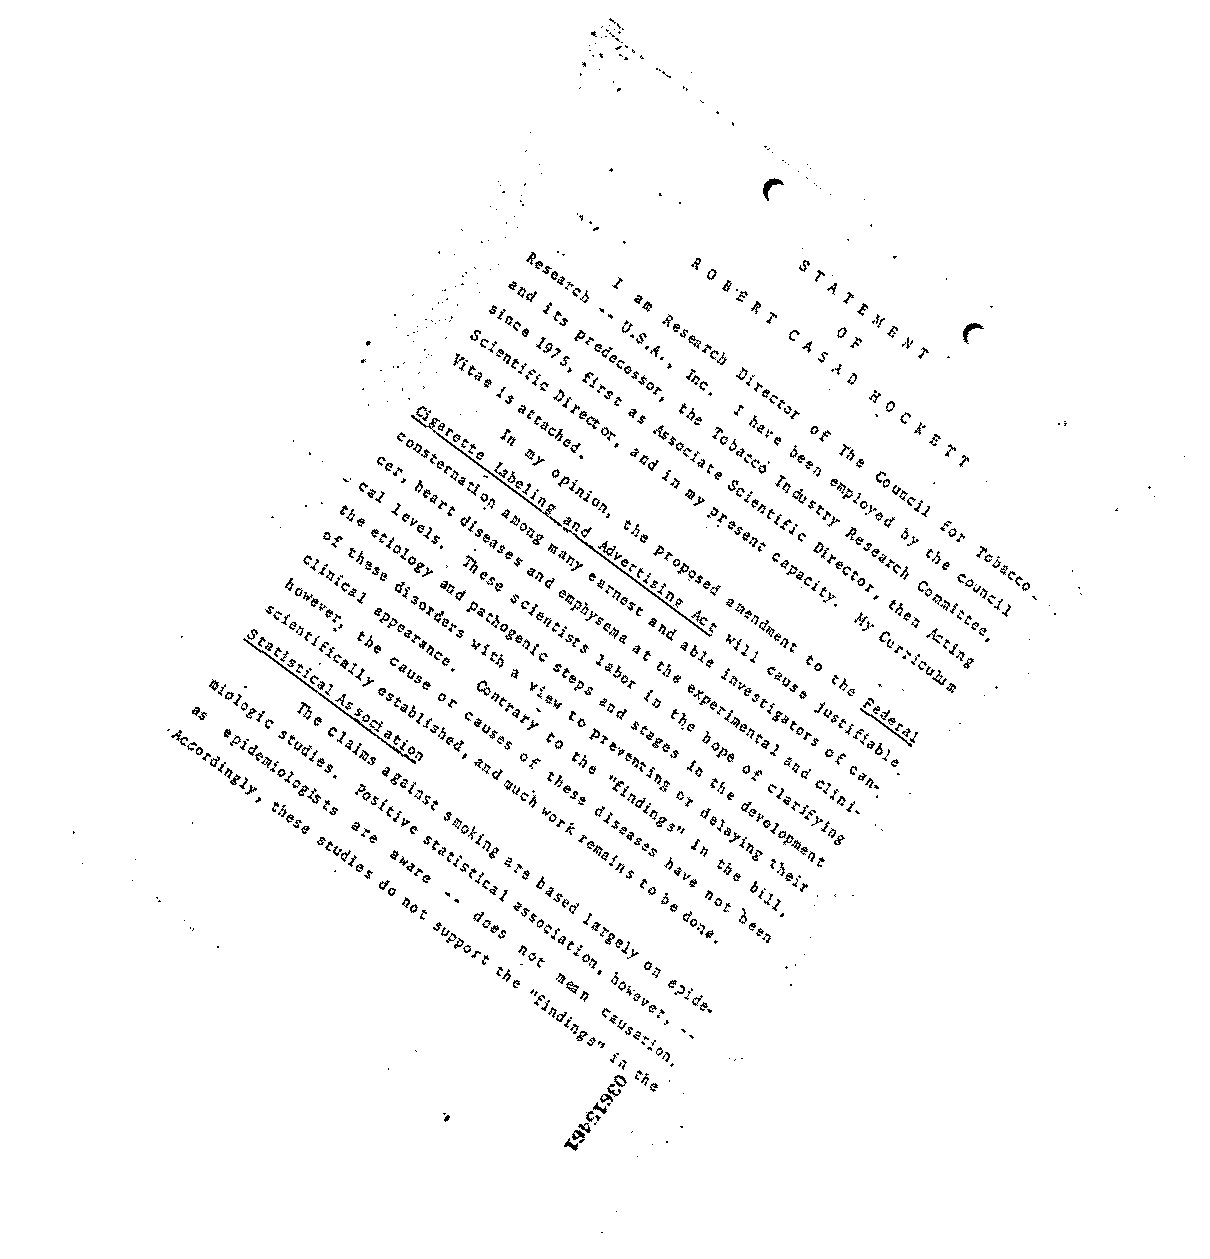 STATEMENT
OF
ROBERT CASAD HOCKETT
I am Research Director of The Council for Tobacco -
Research -- U.S.A., Inc. I have been employed by the council
and its predecessor, the Tobacco Industry Research Committee,
since 1975, first as Associate Scientific Director, then Acting
Scientific Director, and in my present capacity. My Curriculum
Vitae is attached.
In my opinion, the proposed amendment to the Federal
Cigarette Labeling and Advertising Act will cause justifiable
consternation among many earnest and able investigators of can-
cer, heart diseases and emphysema at the experimental and clini-
cal levels. These scientists labor in the hope of clarifying
the etiology and pathogenic steps and stages in the development
of these disorders with a view to preventing or delaying their
clinical appearance. Contrary to the "findings" in the bill,
however, the cause or causes of these diseases have not been
scientifically established, and much work remains to be done.
Statistical Association
The claims against smoking are based largely on epide-
miologic studies. Positive statistical association, however, --
as epidemiologists are aware -- does not mean causation.
Accordingly, these studies do not support the "findings" in the
03615461